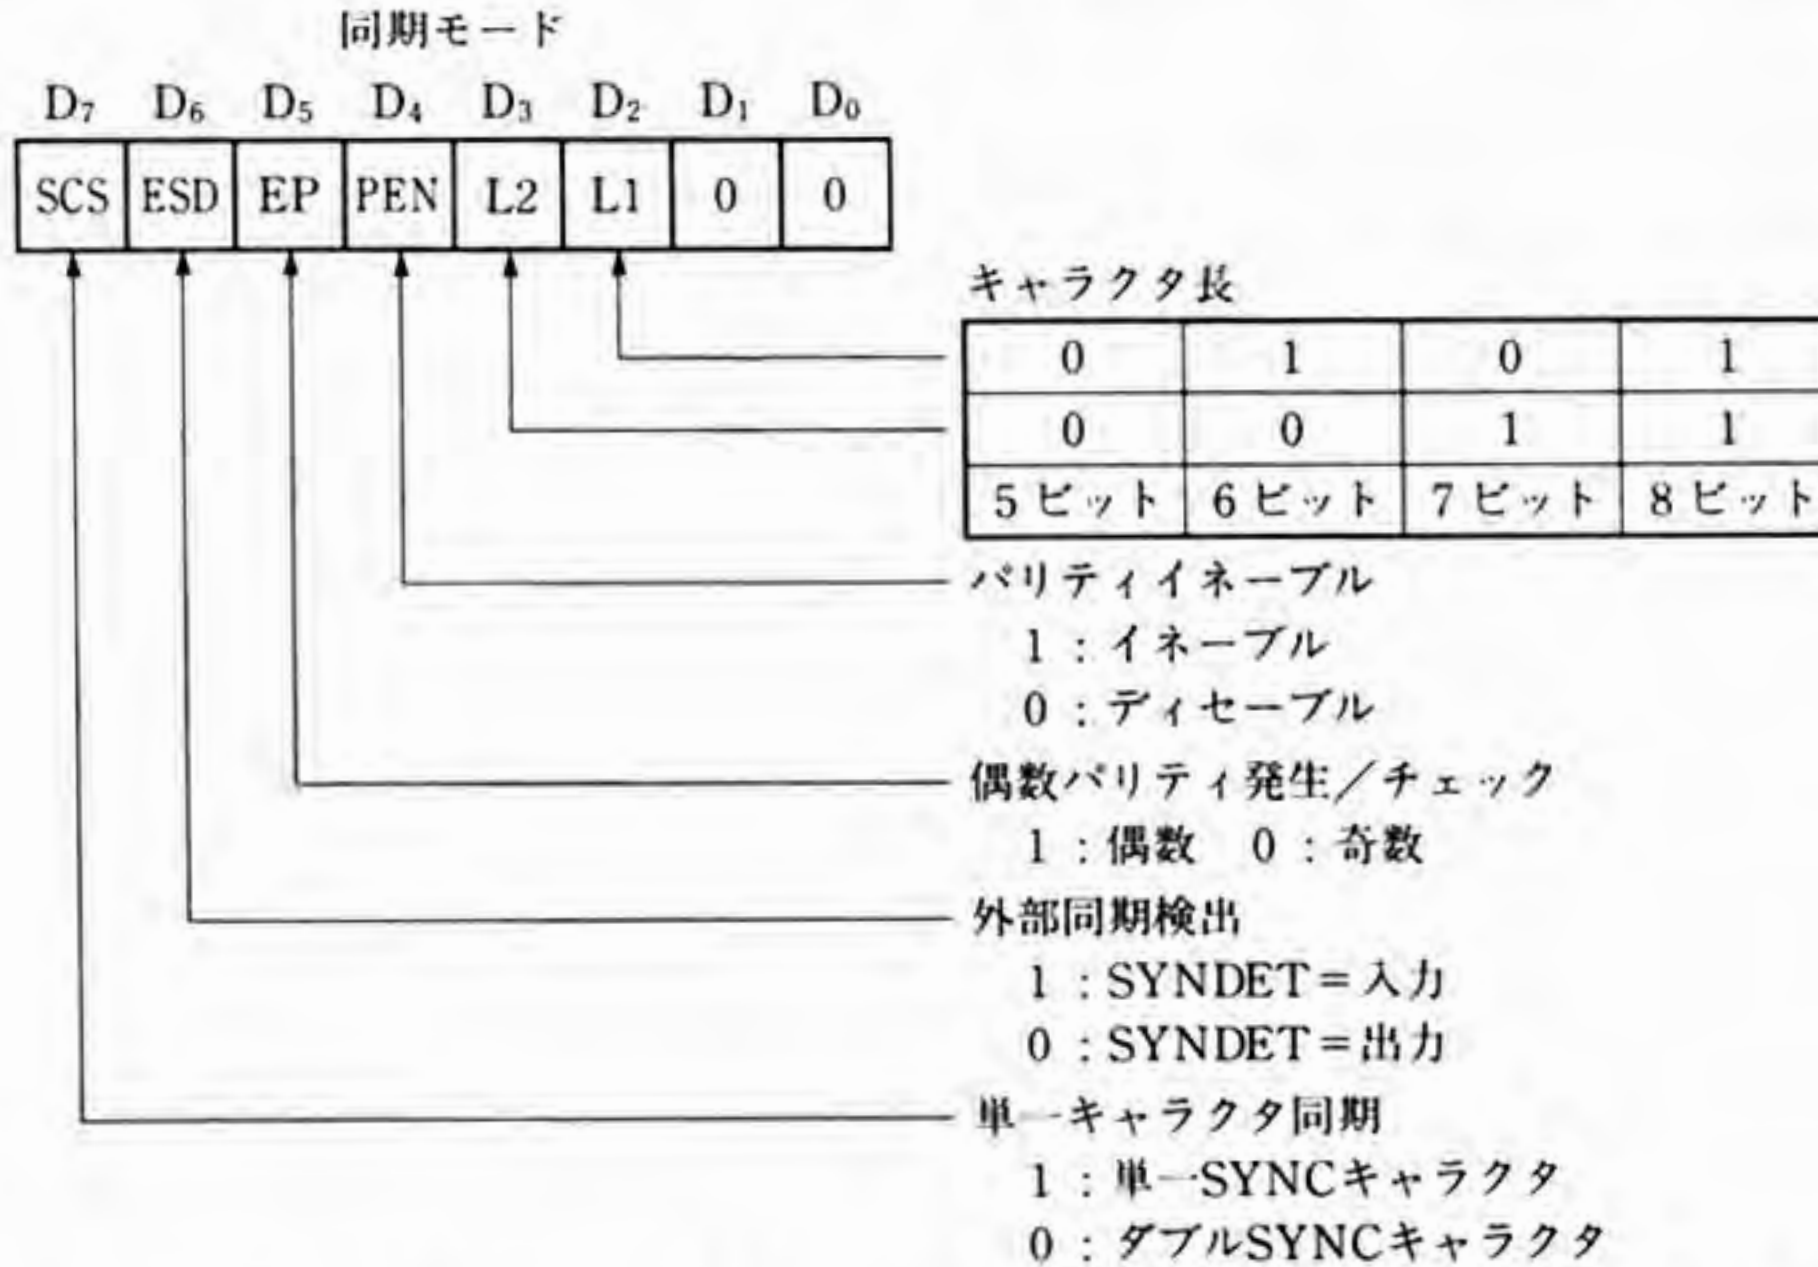 同期モード
D7 D6 D5 D4 D3 D2 D1 D0
SCS ESD EP PEN L2 L1 0 0
キャラクタ長
0 1 0 1
0 0 1 1
5ビット 6ビット 7ビット 8ビット
パリティイネーブル
1:イネーブル
0:ディセーブル
偶数パリティ発生/チェック
1:偶数 0:奇数
外部同期検出
1:SYNDET=入力
0:SYNDET=出力
単一キャラクタ同期
1:単一SYNCキャラクタ
0:ダブルSYNCキャラクタ